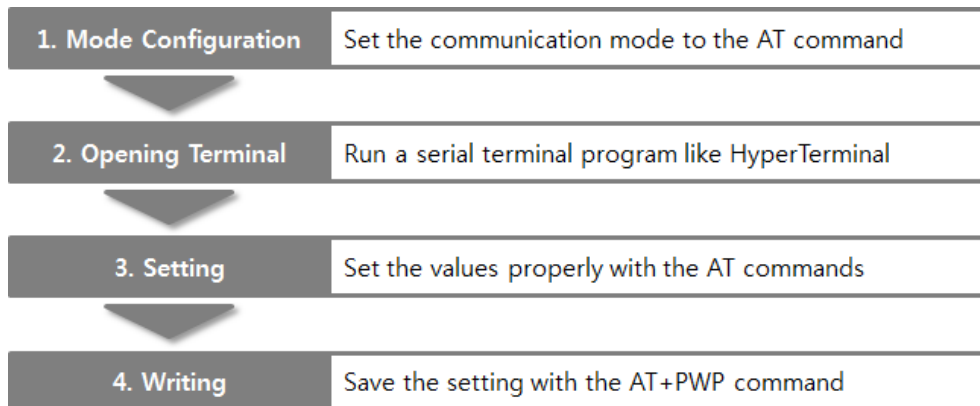 1. Mode Configuration Set the communication mode to the AT command
2. Opening Terminal Run a serial terminal program like HyperTerminal
3. Setting Set the values properly with the AT commands
4. Writing Save the setting with the AT+PWP command